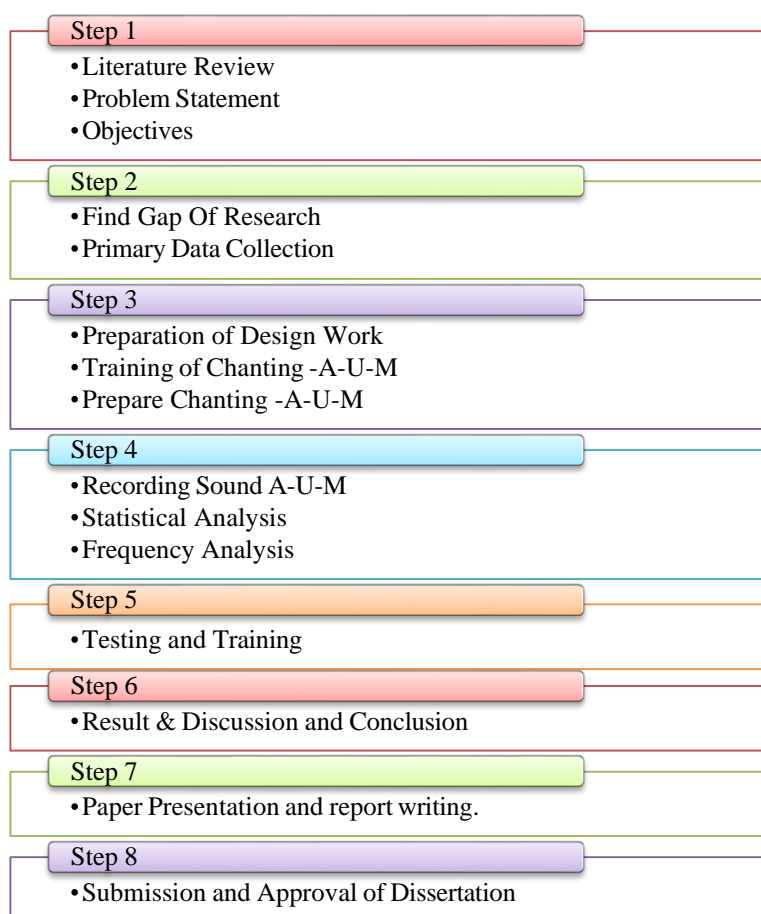 Step 1
•Literature Review
•Problem Statement
•Objectives
Step 2
•Find Gap Of Research
•Primary Data Collection
Step 3
•Preparation of Design Work
•Training of Chanting -A-U-M
•Prepare Chanting -A-U-M
Step 4
•Recording Sound A-U-M
•Statistical Analysis
•Frequency Analysis
Step 5
•Testing and Training
Step 6
•Result & Discussion and Conclusion
Step 7
•Paper Presentation and report writing.
Step 8
•Submission and Approval of Dissertation